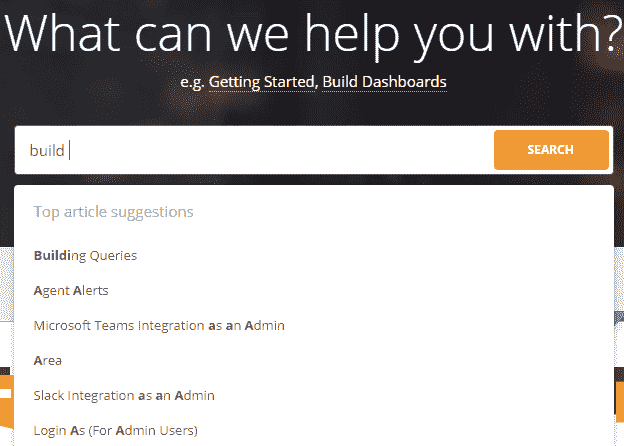 What can we help you with?
e.g. Getting Started, Build Dashboards
build
SEARCH
Top article suggestions
Building Queries
Agent Alerts
Microsoft Teams Integration as an Admin
Area
Slack Integration as an Admin
Login As (For Admin Users)